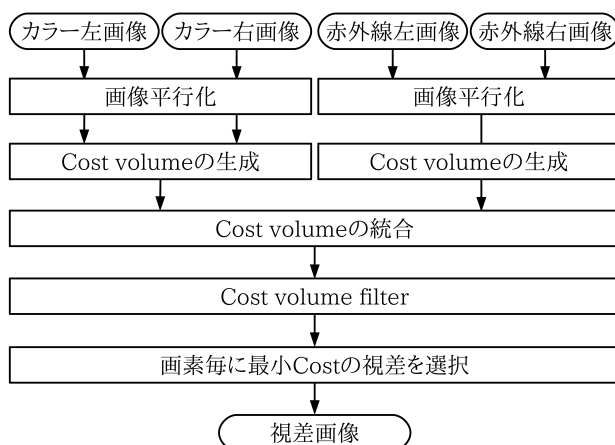 カラー左画像
カラー右画像
赤外線左画像
赤外線右画像
画像平行化
画像平行化
Cost volumeの生成
Cost volumeの生成
Cost volumeの統合
Cost volume filter
画素毎に最小Costの視差を選択
視差画像